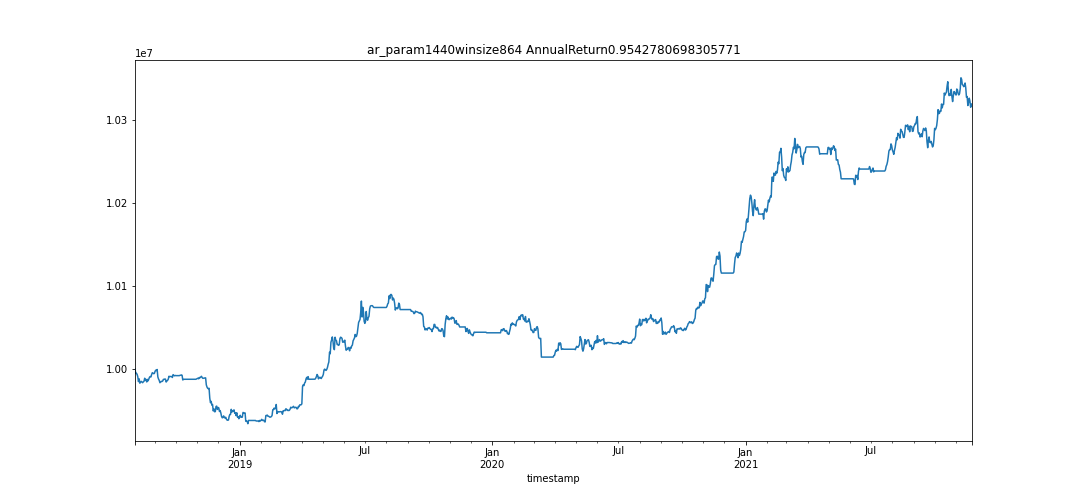 ar_param1440winsize864 AnnualReturn0.9542780698305771
1e7
1.03
1.02
1.01
1.00
Jan Jul Jan Jul Jan Jul
2019 2020 2021
timestamp